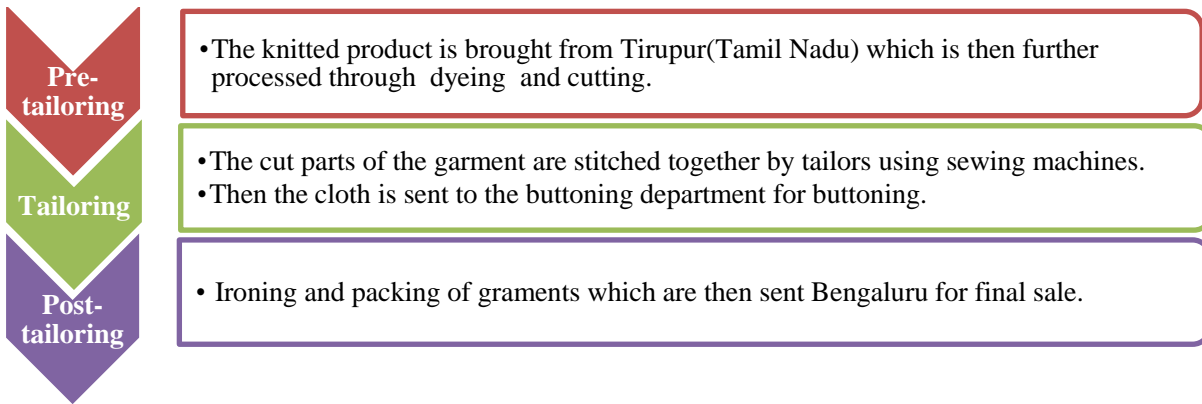 Pre-
tailoring
•The knitted product is brought from Tirupur(Tamil Nadu) which is then further
processed through dyeing and cutting.
Tailoring
•The cut parts of the garment are stitched together by tailors using sewing machines.
•Then the cloth is sent to the buttoning department for buttoning.
Post-
tailoring
• Ironing and packing of graments which are then sent Bengaluru for final sale.